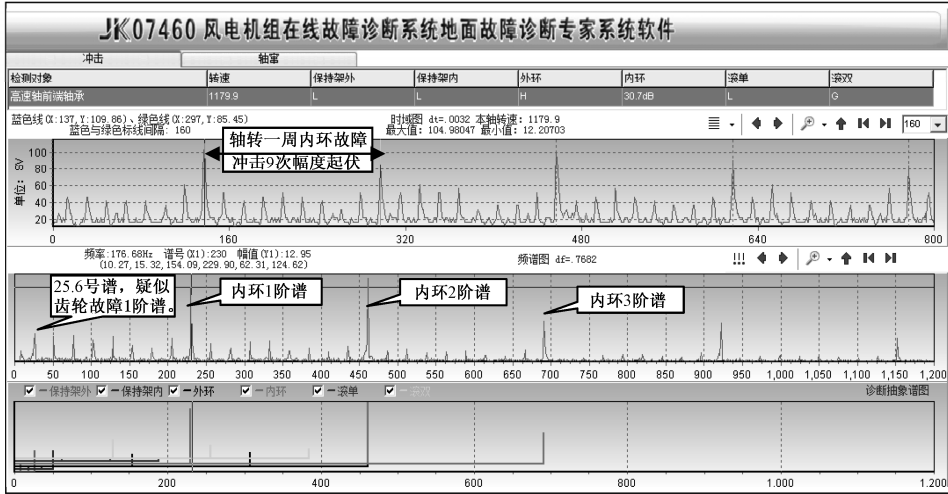 JK07460 风电机组在线故障诊断系统地面故障诊断专家系统软件
冲击 轴窜
检测对象 转速 保持架外 保持架内 外环 内环 滚单 滚双
高速轴前端轴承 1179.9 L L H 30.7dB L G
蓝色线(X:137,Y:109.86)、绿色线(X:297,Y:85.45) 时域图 dt=.0032 本轴转速: 1179.9
蓝色与绿色标线间隔: 160 最大值: 104.98047 最小值: 12.20703
160
轴转一周内环故障
冲击9次幅度起伏
单位: SV
100
80
60
40
20
0 160 320 480 640 800
频率:176.68Hz 谱号(X1):230 幅值(Y1):12.95 频谱图 df=.7682
(10.27,15.32,154.09,229.90,62.31,124.62)
25.6号谱，疑似
齿轮故障1阶谱。
内环1阶谱
内环2阶谱
内环3阶谱
0 50 100 150 200 250 300 350 400 450 500 550 600 650 700 750 800 850 900 950 1,000 1,050 1,100 1,150 1,200
保持架外 保持架内 外环 内环 滚单 滚双 诊断抽象谱图
0 200 400 600 800 1.000 1.200